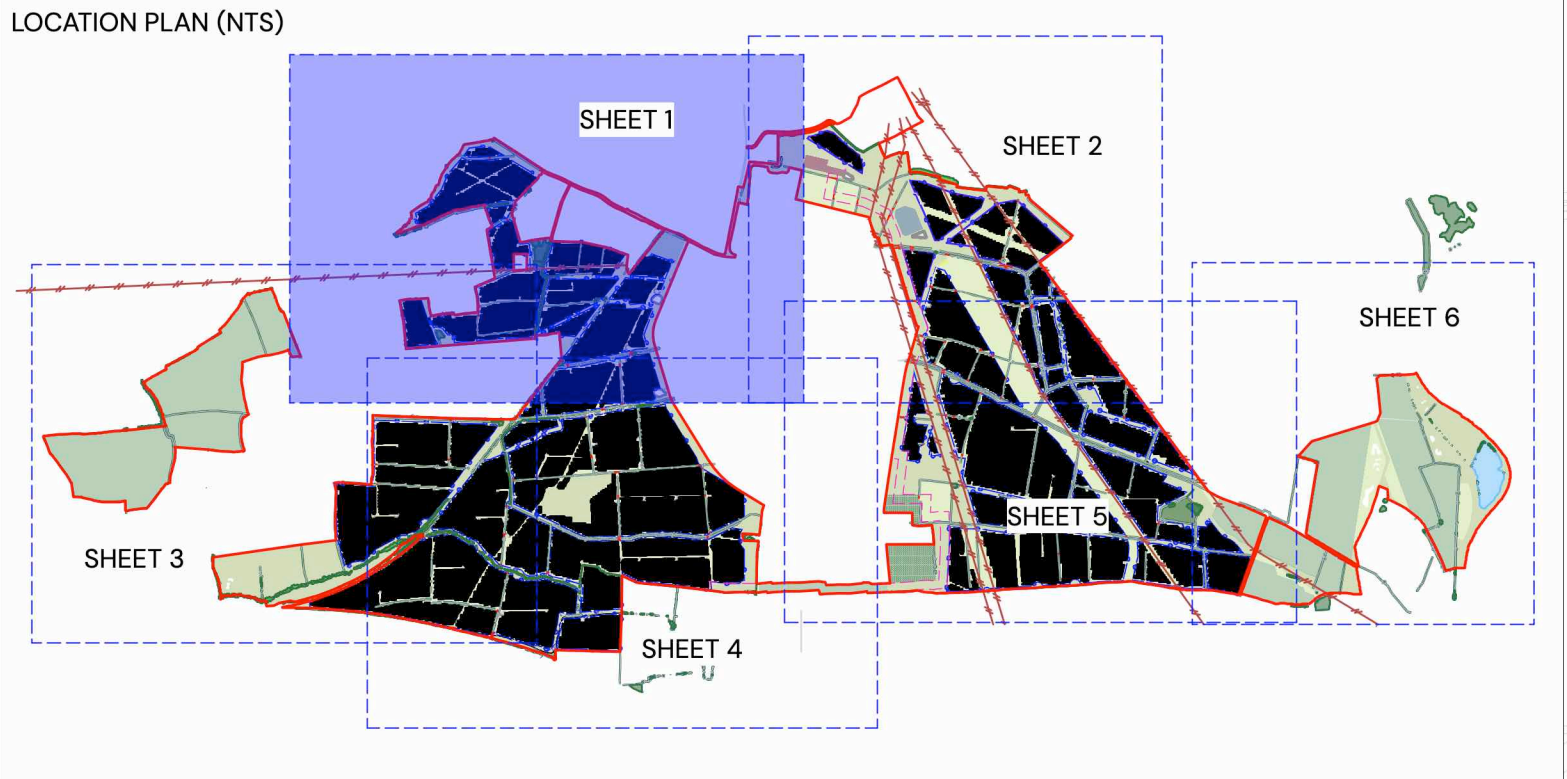 LOCATION PLAN (NTS)
SHEET 1
SHEET 2
SHEET 6
SHEET 5
SHEET 3
SHEET 4